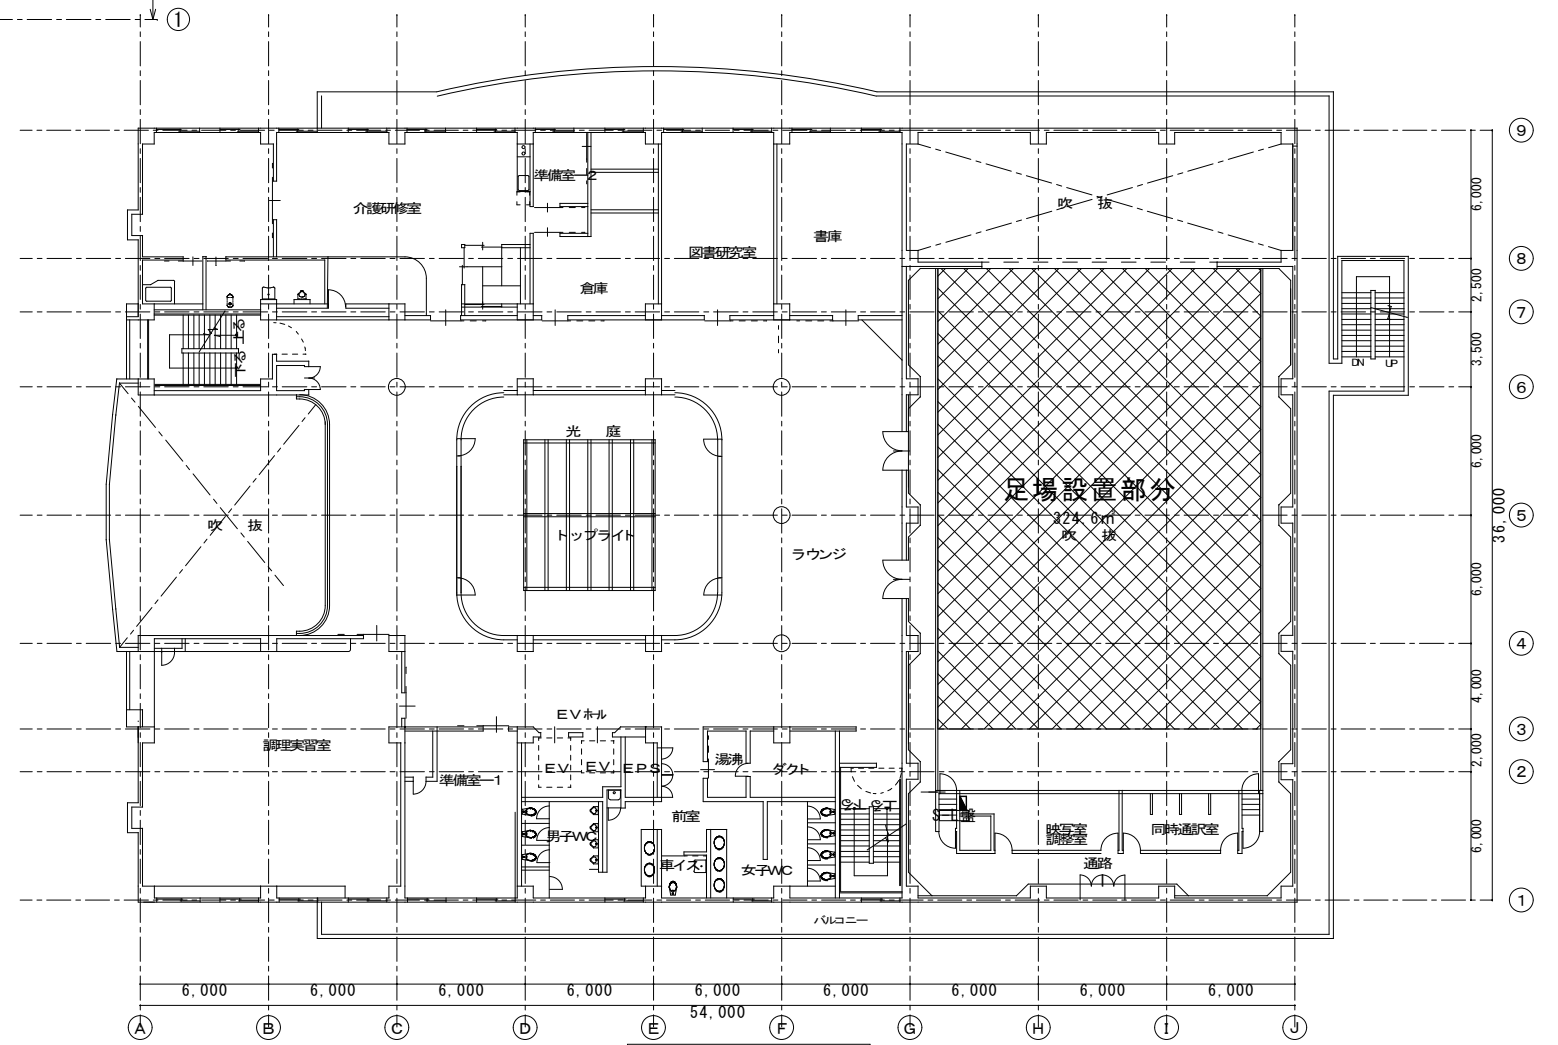 ①
⑨
6,000
準備室ー2
介護研修室
吹　抜
書庫
図書研究室
⑧
倉庫
2,500
⑦
3,500
DN UP
⑥
光　庭
6,000
足場設置部分
324.6㎡
吹　抜
⑤
36,000
吹　抜
トップライト
ラウンジ
6,000
④
4,000
EVホール
③
調理実習室
湯沸
ダクト
EV
EV
EPS
2,000
②
準備室ー1
前室
映写室
調整室
同時通訳室
男子WC
6,000
車イス
女子WC
通路
①
バルコニー
6,000 6,000 6,000 6,000 6,000 6,000 6,000 6,000 6,000
54,000
A B C D E F G H I J